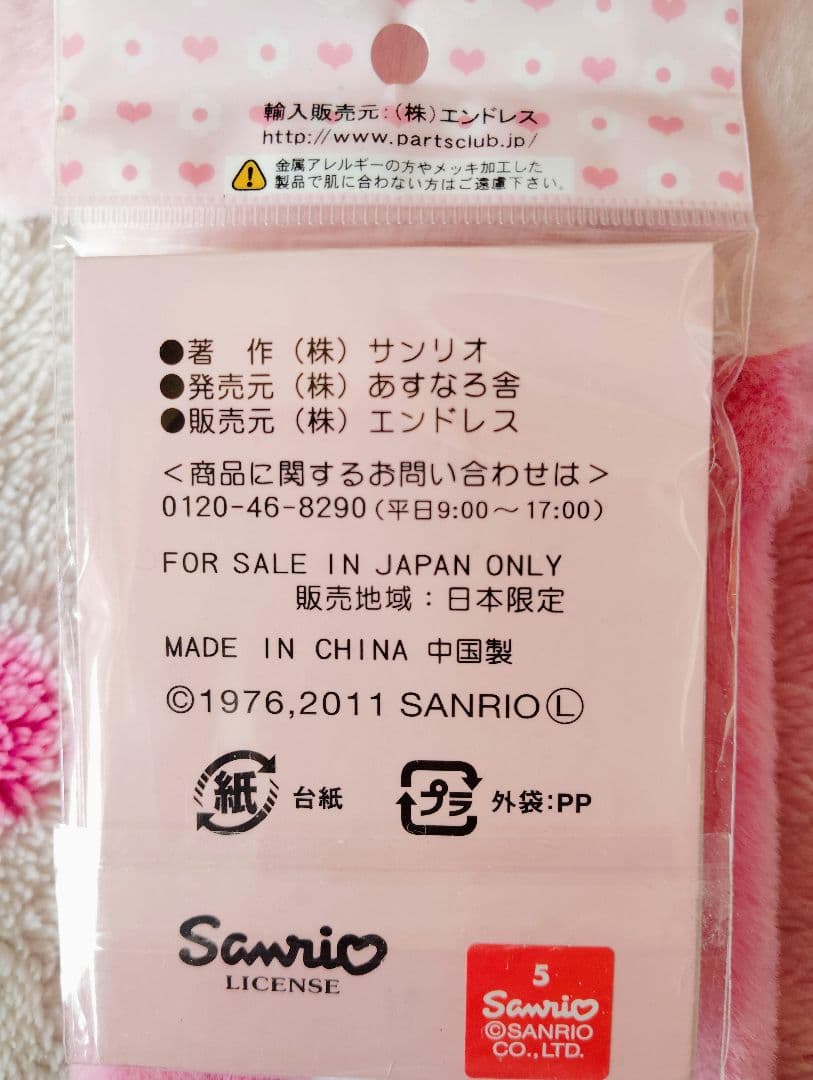 輸入販売元:(株)エンドレス
http://www.partsclub.jp/
金属アレルギーの方やメッキ加工した
製品で肌に合わない方はご遠慮下さい。
●著　作(株)サンリオ
●発売元(株)あすなろ舎
●販売元(株)エンドレス
<商品に関するお問い合わせは>
0120-46-8290(平日9:00～17:00)
FOR SALE IN JAPAN ONLY
販売地域：日本限定
MADE IN CHINA 中国製
©1976,2011 SANRIO Ⓛ
紙 台紙 プラ 外袋:PP
Sanrio
LICENSE
5
Sanrio
©SANRIO
CO.,LTD.